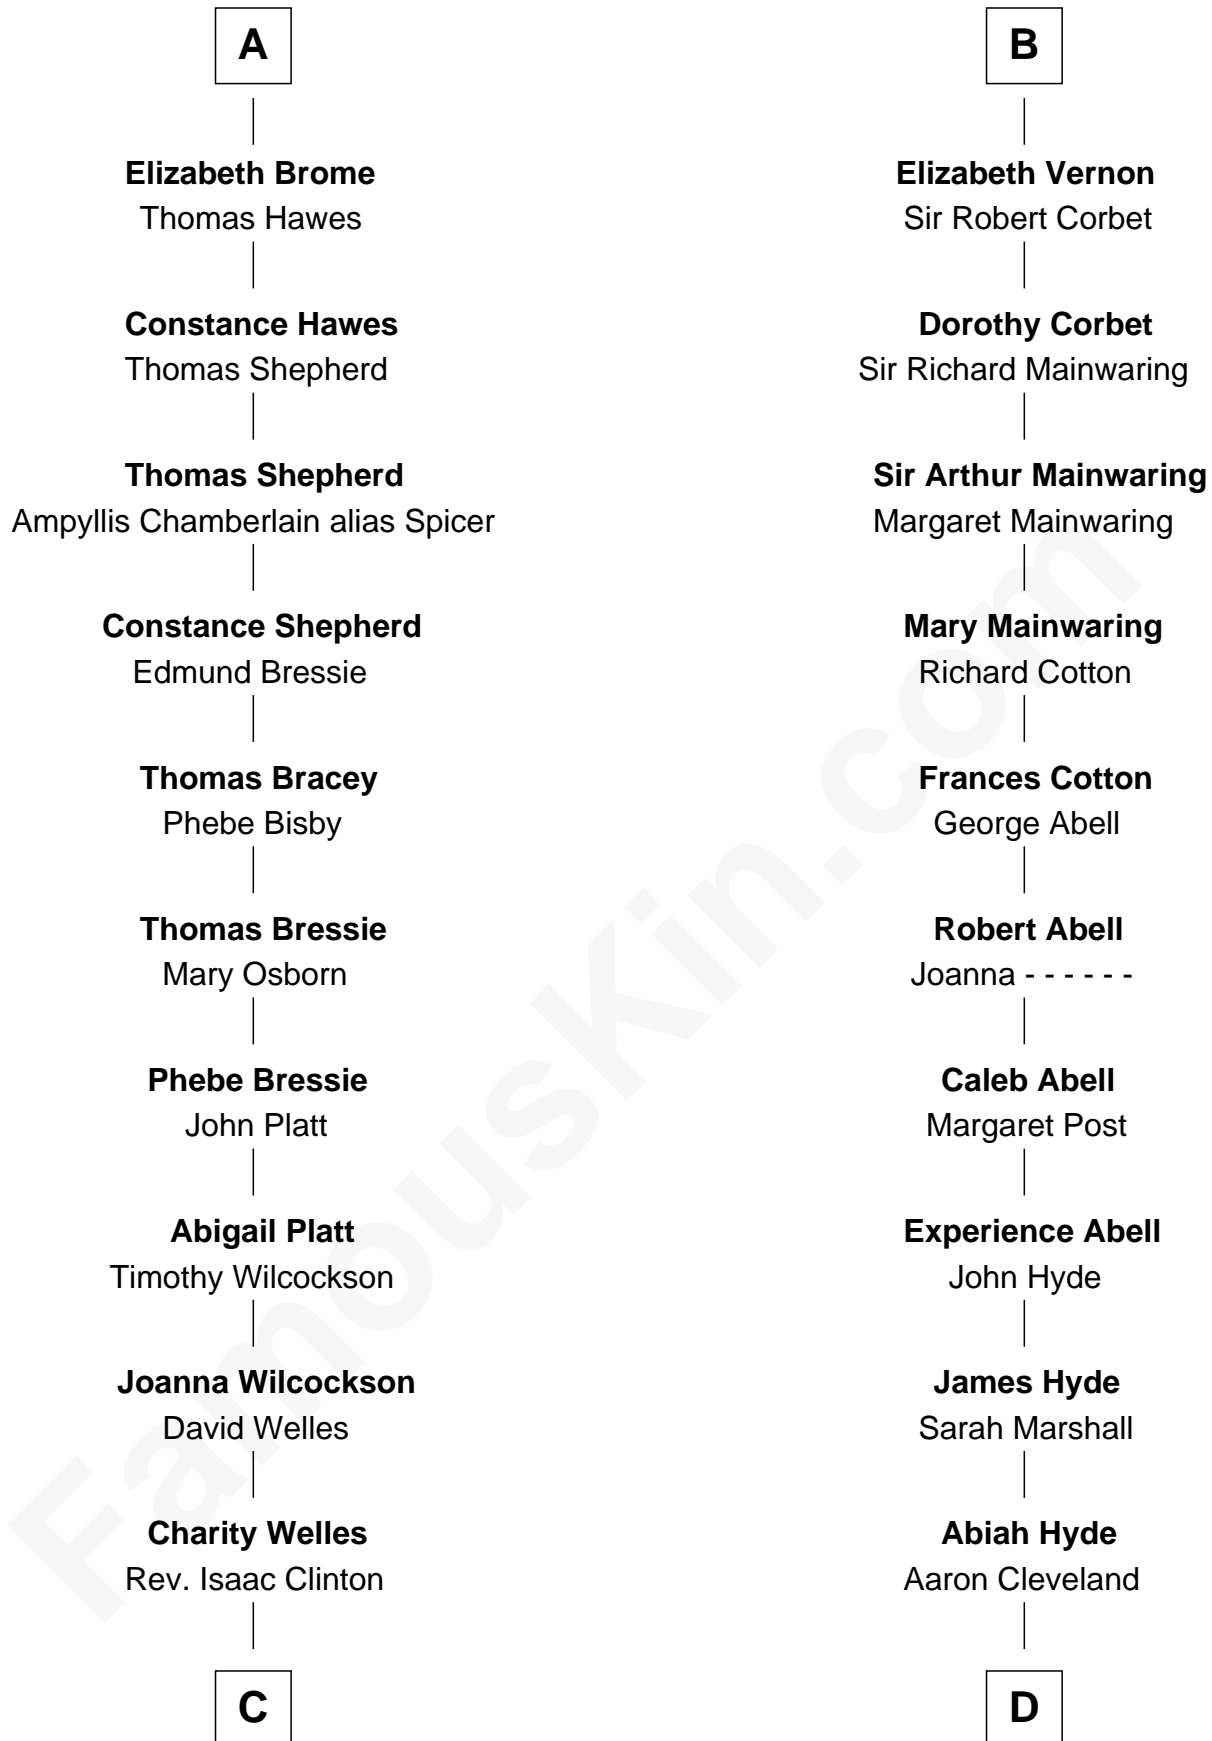 A
Elizabeth Brome
Thomas Hawes
Constance Hawes
Thomas Shepherd
Thomas Shepherd
Ampyllis Chamberlain alias Spicer
Constance Shepherd
Edmund Bressie
Thomas Bracey
Phebe Bisby
Thomas Bressie
Mary Osborn
Phebe Bressie
John Platt
Abigail Platt
Timothy Wilcockson
Joanna Wilcockson
David Welles
Charity Welles
Rev. Isaac Clinton
C
B
Elizabeth Vernon
Sir Robert Corbet
Dorothy Corbet
Sir Richard Mainwaring
Sir Arthur Mainwaring
Margaret Mainwaring
Mary Mainwaring
Richard Cotton
Frances Cotton
George Abell
Robert Abell
Joanna - - - - - -
Caleb Abell
Margaret Post
Experience Abell
John Hyde
James Hyde
Sarah Marshall
Abiah Hyde
Aaron Cleveland
D
FamousKin.com